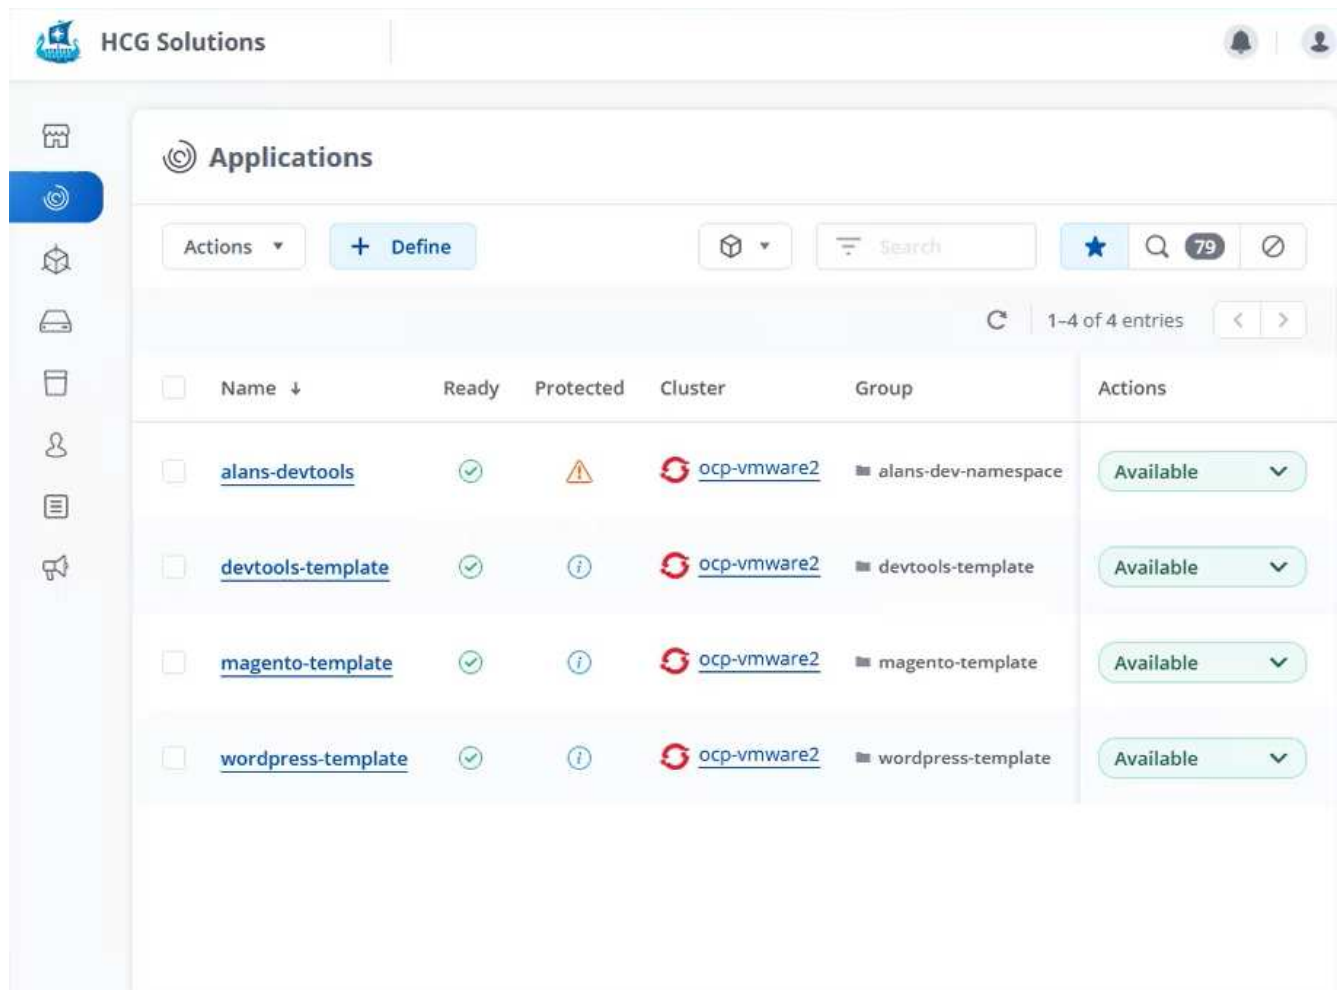 HCG Solutions
Applications
Actions Define Search 79
1–4 of 4 entries
Name Ready Protected Cluster Group Actions
alans-devtools ocp-vmware2 alans-dev-namespace Available
devtools-template ocp-vmware2 devtools-template Available
magento-template ocp-vmware2 magento-template Available
wordpress-template ocp-vmware2 wordpress-template Available